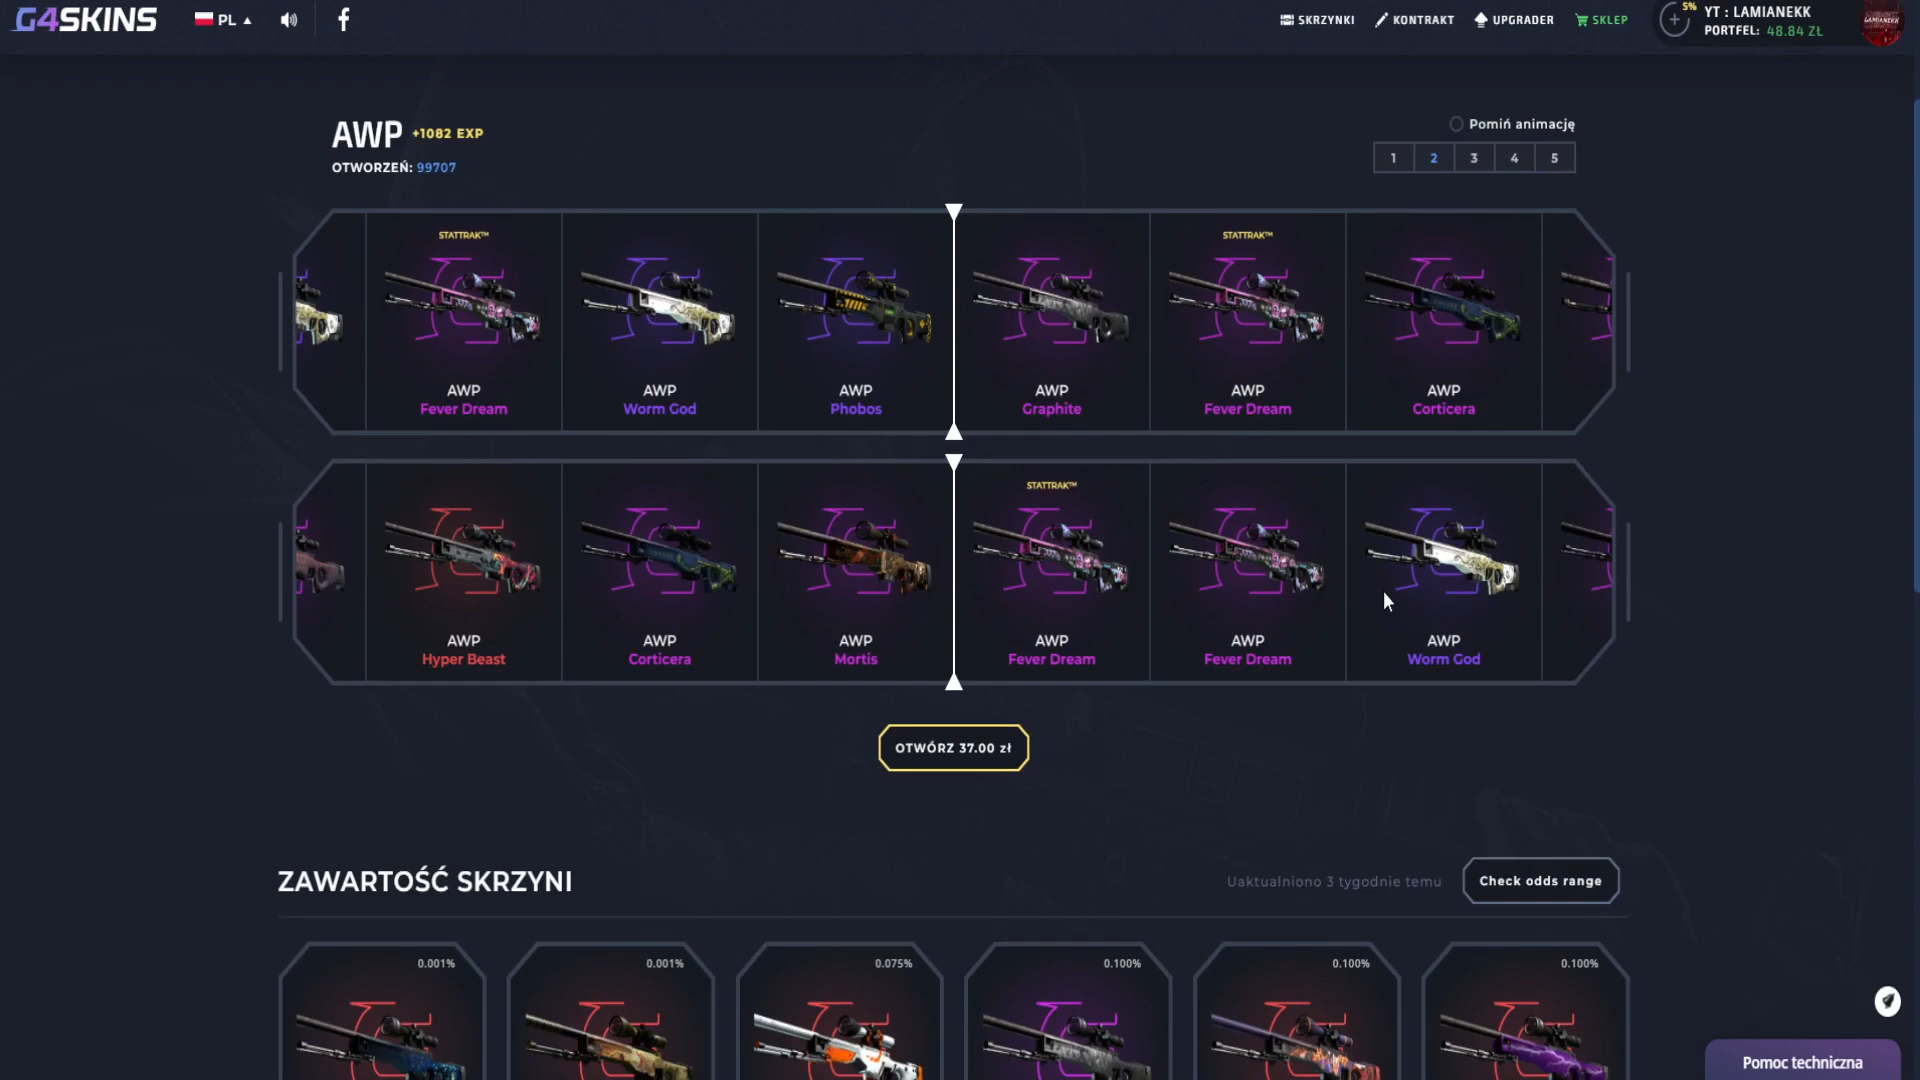 G4SKINS
PL
SKRZYNKI
KONTRAKT
UPGRADER
SKLEP
5%
YT : LAMIANEKK
PORTFEL: 48.84 ZŁ
LAMIANEKK
AWP +1082 EXP
OTWORZEŃ: 99707
Pomiń animację
1 2 3 4 5
STATTRAK™
AWP
Fever Dream
AWP
Worm God
AWP
Phobos
AWP
Graphite
STATTRAK™
AWP
Fever Dream
AWP
Corticera
AWP
Hyper Beast
AWP
Corticera
AWP
Mortis
STATTRAK™
AWP
Fever Dream
AWP
Fever Dream
AWP
Worm God
OTWÓRZ 37.00 zł
ZAWARTOŚĆ SKRZYNI
Uaktualniono 3 tygodnie temu
Check odds range
0.001%
0.001%
0.075%
0.100%
0.100%
0.100%
Pomoc techniczna